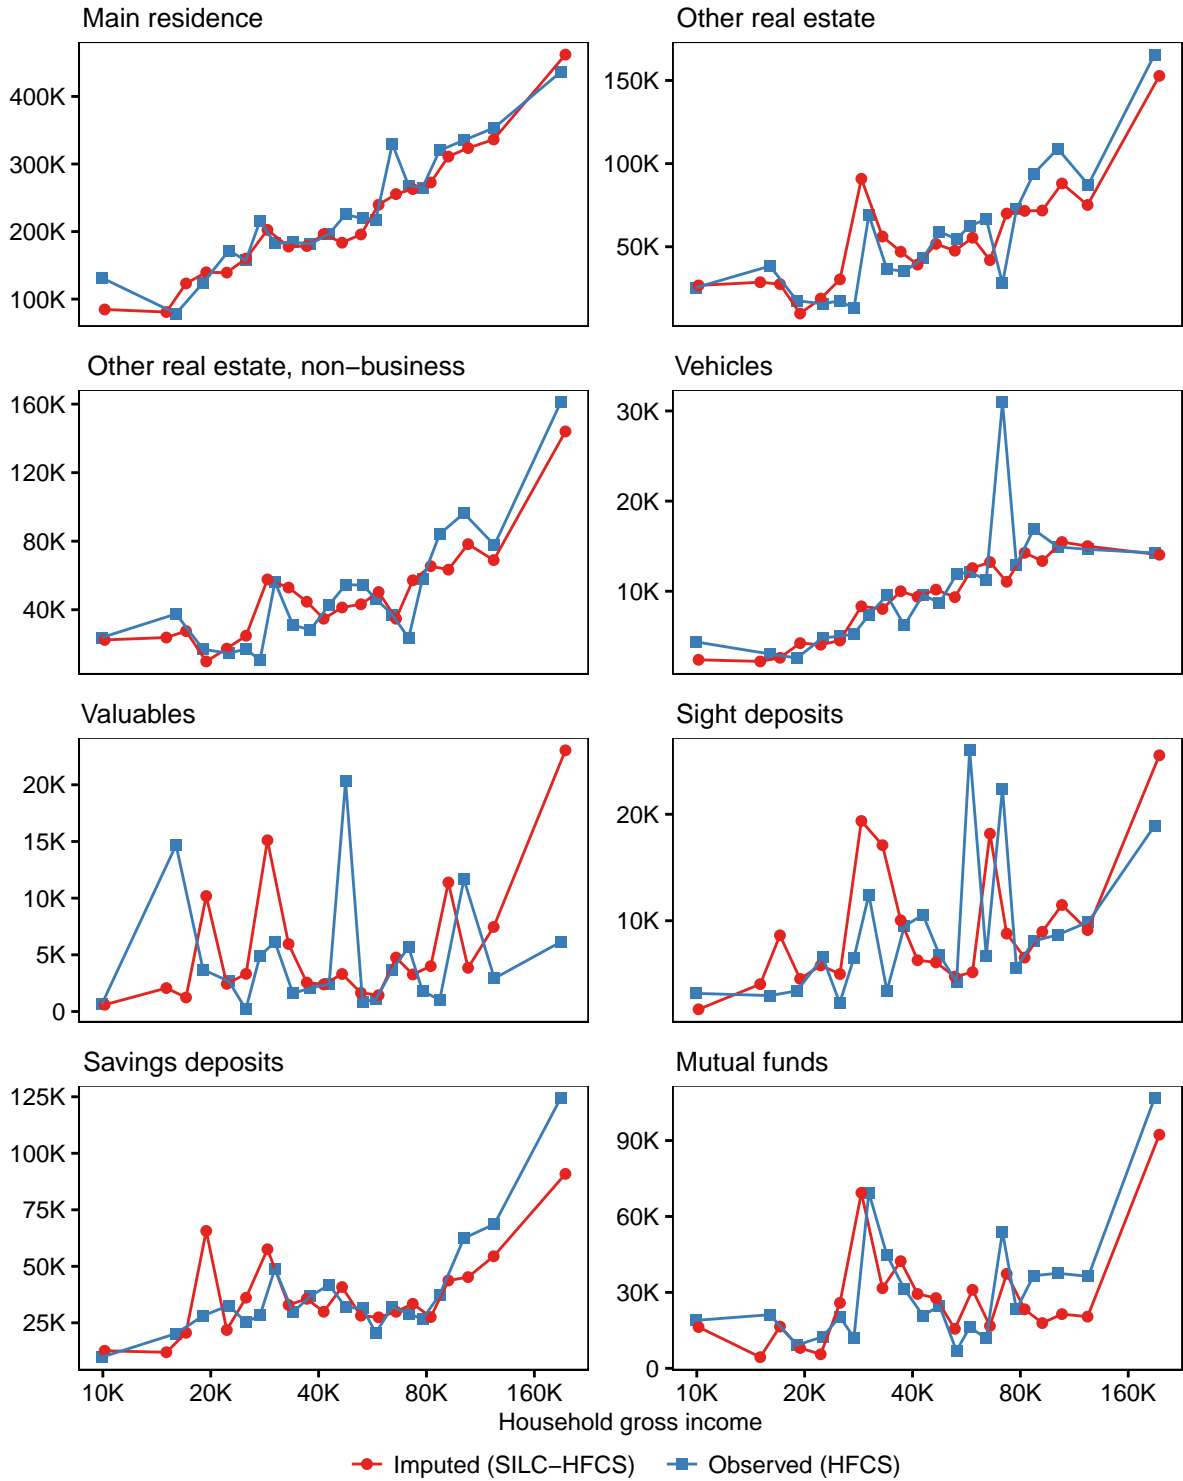 Main residence
Other real estate
400K
300K
200K
100K
150K
100K
50K
Other real estate, non−business
Vehicles
160K
120K
80K
40K
30K
20K
10K
Valuables
Sight deposits
20K
15K
10K
5K
0
20K
10K
Savings deposits
Mutual funds
125K
100K
75K
50K
25K
90K
60K
30K
0
10K 20K 40K 80K 160K
10K 20K 40K 80K 160K
Household gross income
Imputed (SILC−HFCS) Observed (HFCS)